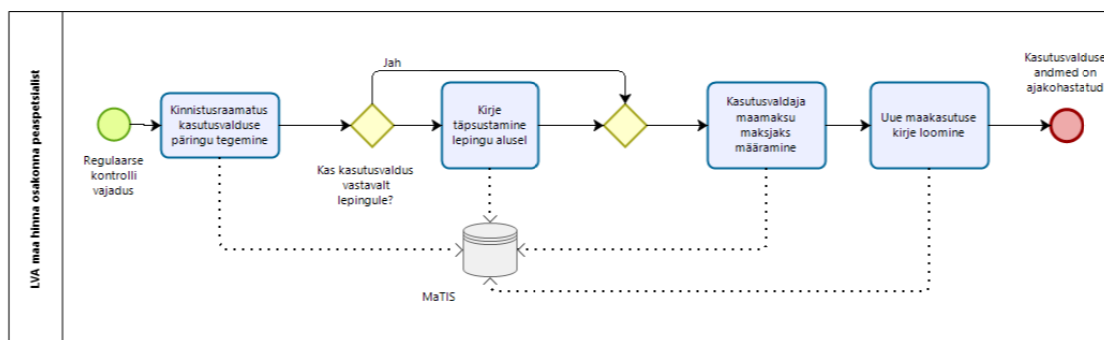 LVA maa hinna osakonna peaspetsialist
Regulaarse
kontrolli
vajadus
Kinnistusraamatus
kasutusvalduse
päringu tegemine
Jah
Kas kasutusvaldus
vastavalt
lepingule?
Kirje
täpsustamine
lepingu alusel
Kasutusvaldaja
maamaksu
maksjaks
määramine
Uue maakasutuse
kirje loomine
Kasutusvalduse
andmed on
ajakohastatud
MaTIS